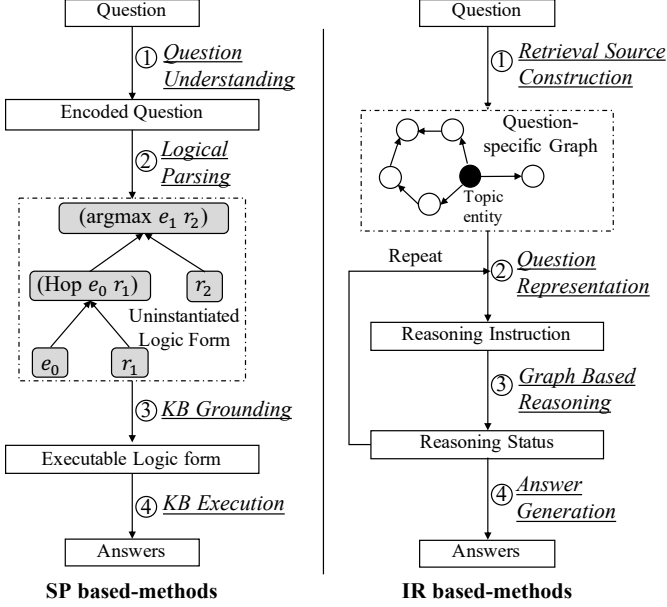 Question
① Question
Understanding
Encoded Question
② Logical
Parsing
(argmax e₁ r₂)
(Hop e₀ r₁)
r₂
Uninstantiated
Logic Form
e₀
r₁
③ KB Grounding
Executable Logic form
④ KB Execution
Answers
SP based-methods
Question
① Retrieval Source
Construction
Question-
specific Graph
Topic
entity
Repeat
② Question
Representation
Reasoning Instruction
③ Graph Based
Reasoning
Reasoning Status
④ Answer
Generation
Answers
IR based-methods